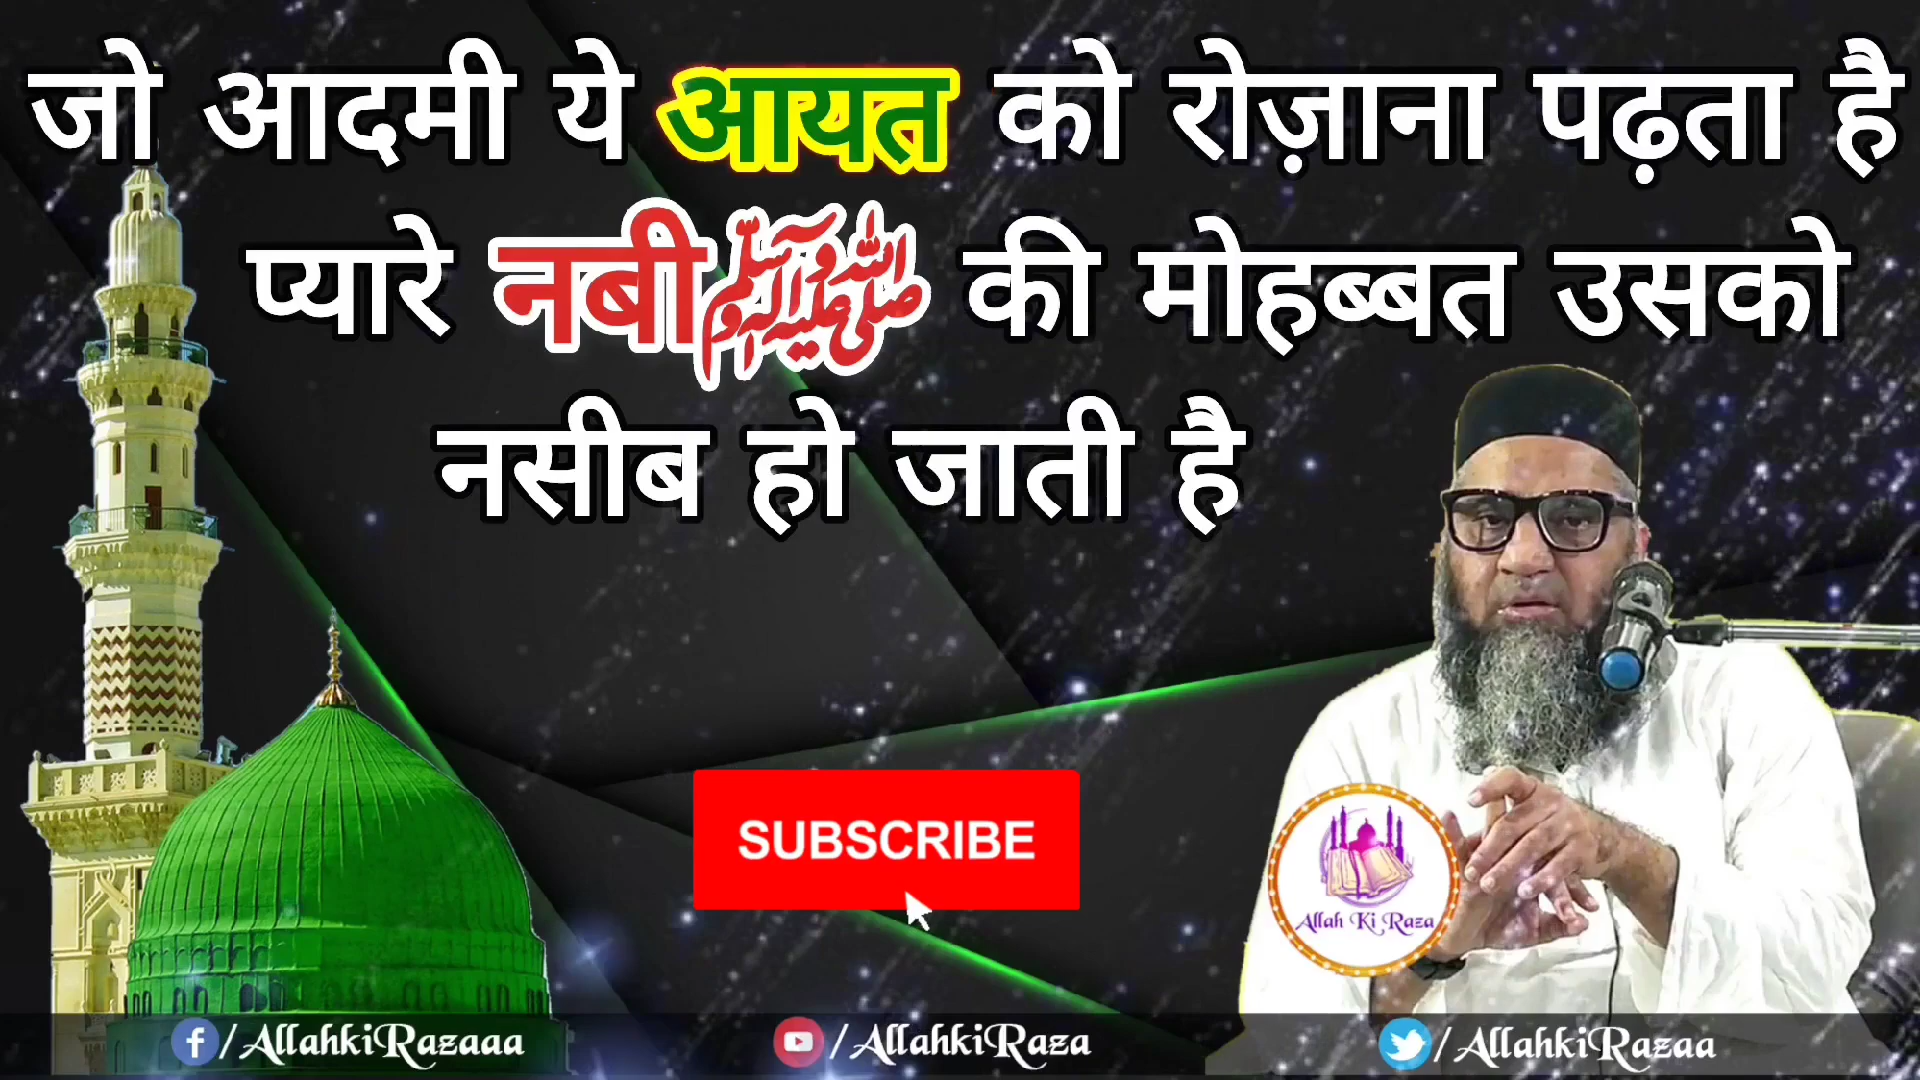 जो आदमी ये आयत को रोज़ाना पढ़ता है
प्यारे नबीﷺ की मोहब्बत उसको
नसीब हो जाती है
SUBSCRIBE
Allah Ki Raza
/AllahkiRazaaa
/AllahkiRaza
/AllahkiRazaa